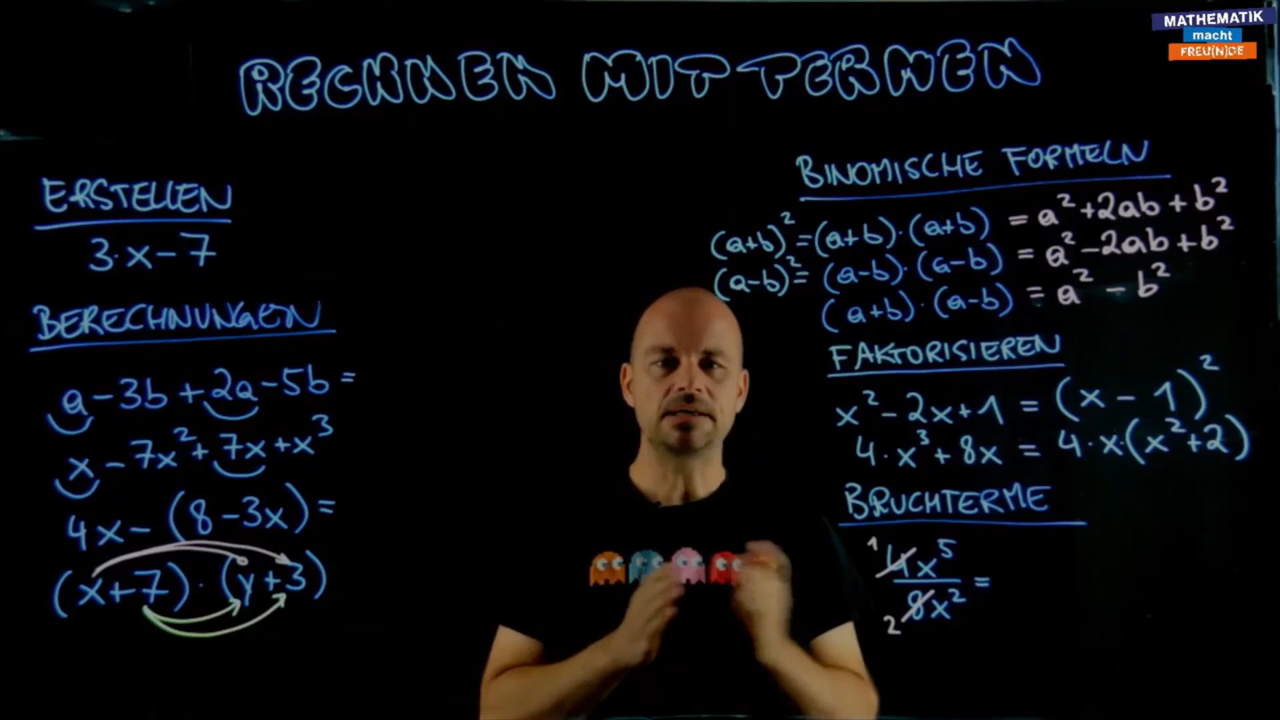 MATHEMATIK
macht
FREU(N)DE
RECHNEN MIT TERMEN
ERSTELLEN
3·x-7
BERECHNUNGEN
a-3b+2a-5b=
x-7x²+7x+x³
4x-(8-3x)=
(x+7)·(y+3)
BINOMISCHE FORMELN
(a+b)²=(a+b)·(a+b) = a²+2ab+b²
(a-b)²=(a-b)·(a-b) = a²-2ab+b²
(a+b)·(a-b) = a²-b²
FAKTORISIEREN
x²-2x+1 = (x-1)²
4·x³+8x = 4·x·(x²+2)
BRUCHTERME
1 4x⁵
2 8x² =